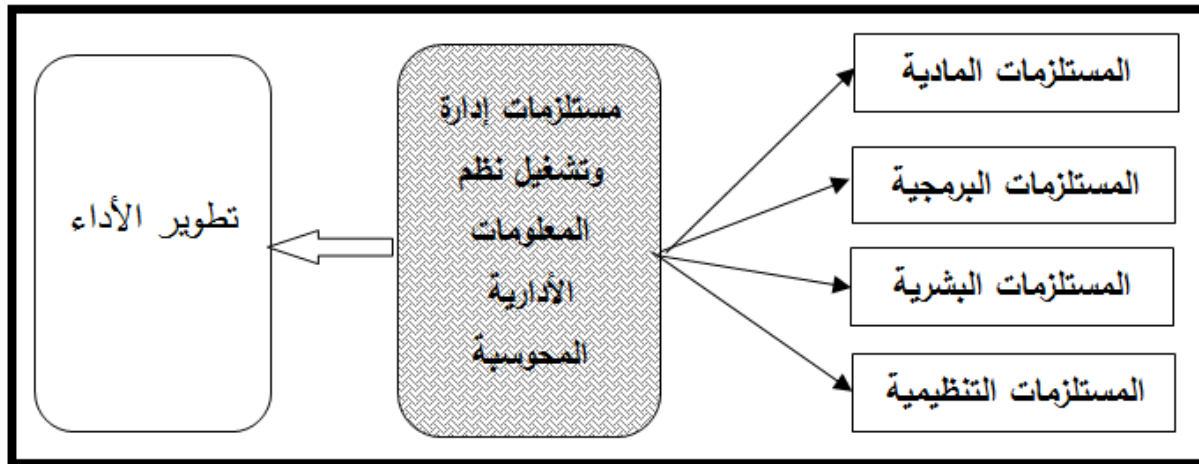 المستلزمات المادية
المستلزمات البرمجية
المستلزمات البشرية
المستلزمات التنظيمية
مستلزمات إدارة
وتشغيل نظم
المعلومات
الأدارية
المحوسبة
تطوير الأداء